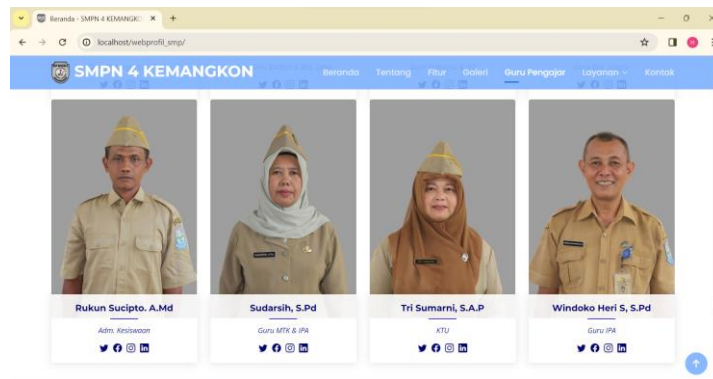 Beranda - SMPN 4 KEMANGKO
localhost/webprofil_smp/
SMPN 4 KEMANGKON
Beranda Tentang Fitur Galeri Guru Pengajar Layanan Kontak
Rukun Sucipto. A.Md
Sudarsih, S.Pd
Tri Sumarni, S.A.P
Windoko Heri S, S.Pd
Adm. Kesiswaan
Guru MTK & IPA
KTU
Guru IPA